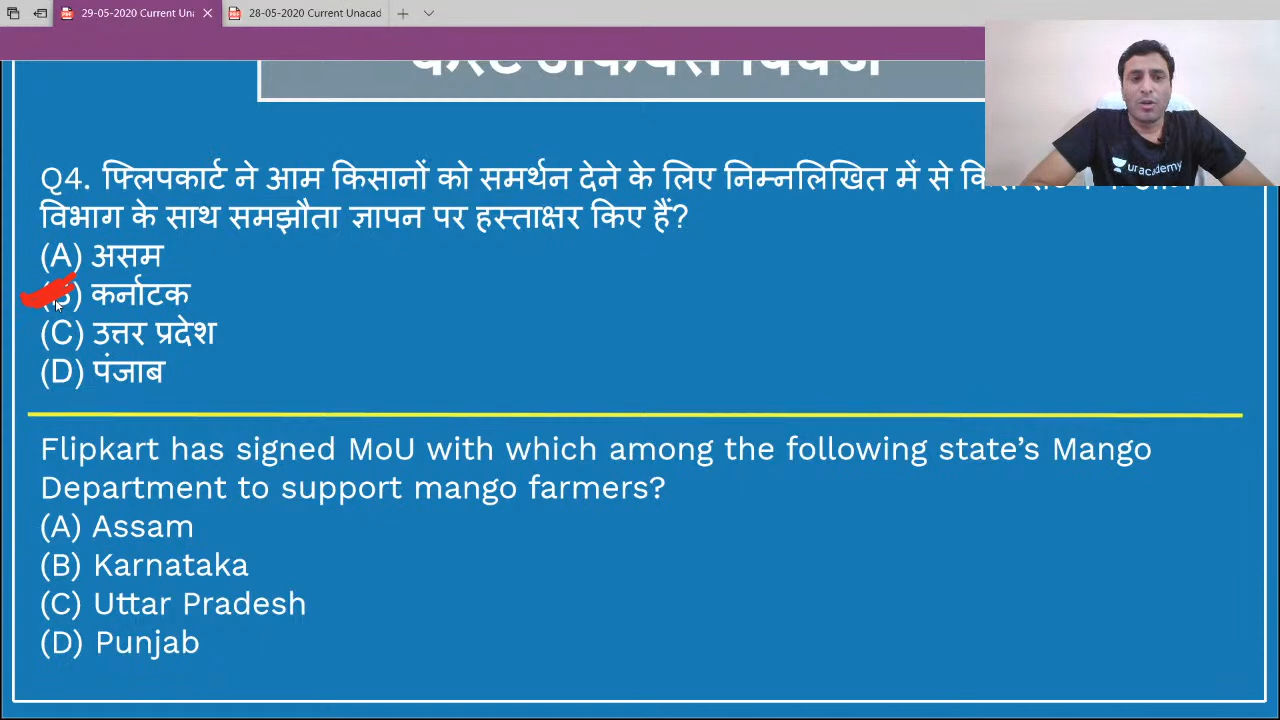 29-05-2020 Current Una
28-05-2020 Current Unacad
Q4. फ्लिपकार्ट ने आम किसानों को समर्थन देने के लिए निम्नलिखित में से
विभाग के साथ समझौता ज्ञापन पर हस्ताक्षर किए हैं?
(A) असम
(B) कर्नाटक
(C) उत्तर प्रदेश
(D) पंजाब
Flipkart has signed MoU with which among the following state’s Mango
Department to support mango farmers?
(A) Assam
(B) Karnataka
(C) Uttar Pradesh
(D) Punjab